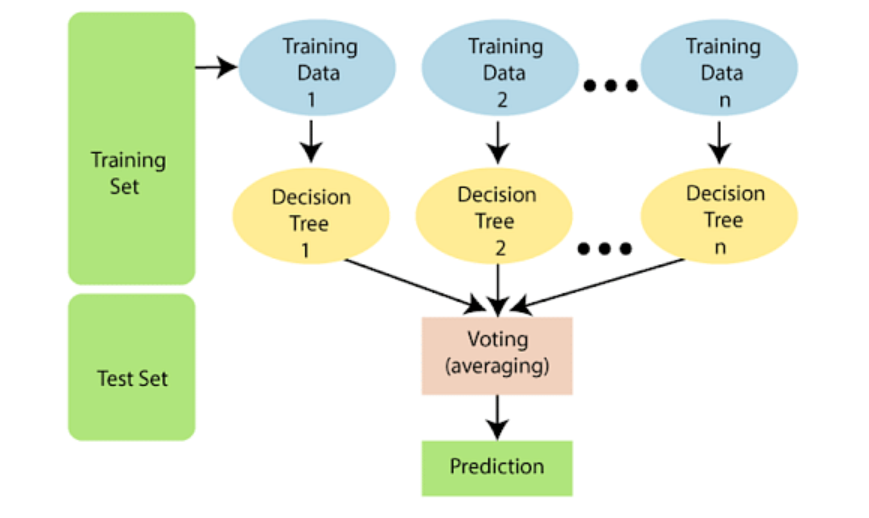 Training
Set
Training
Data
1
Training
Data
2
Training
Data
n
Decision
Tree
1
Decision
Tree
2
Decision
Tree
n
Voting
(averaging)
Test Set
Prediction